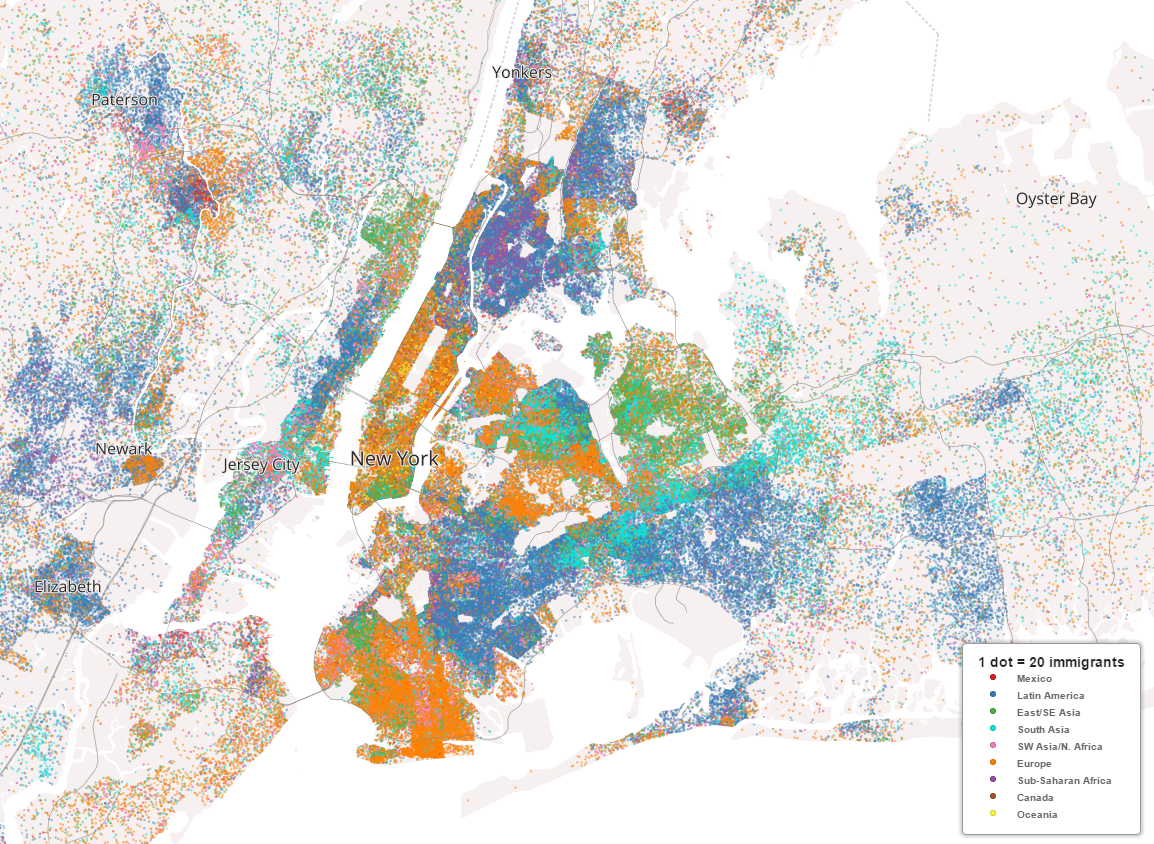 Yonkers
Paterson
Oyster Bay
Newark
Jersey City
New York
Elizabeth
1 dot = 20 immigrants
Mexico
Latin America
East/SE Asia
South Asia
SW Asia/N. Africa
Europe
Sub-Saharan Africa
Canada
Oceania